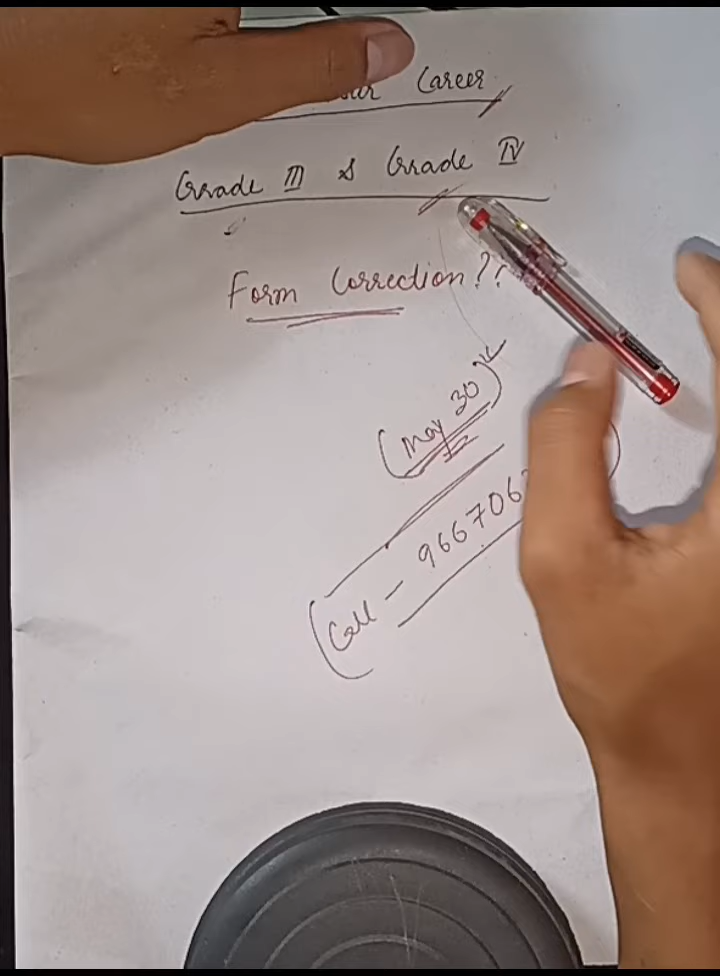 Career
Grade III & Grade IV
Form Correction??
(May 30)
(Call - 966706